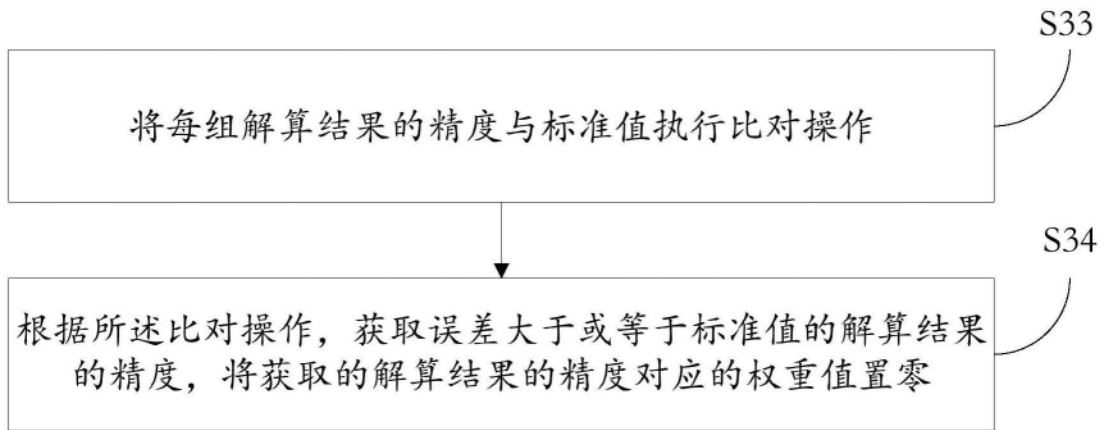 S33
将每组解算结果的精度与标准值执行比对操作
S34
根据所述比对操作，获取误差大于或等于标准值的解算结果
的精度，将获取的解算结果的精度对应的权重值置零